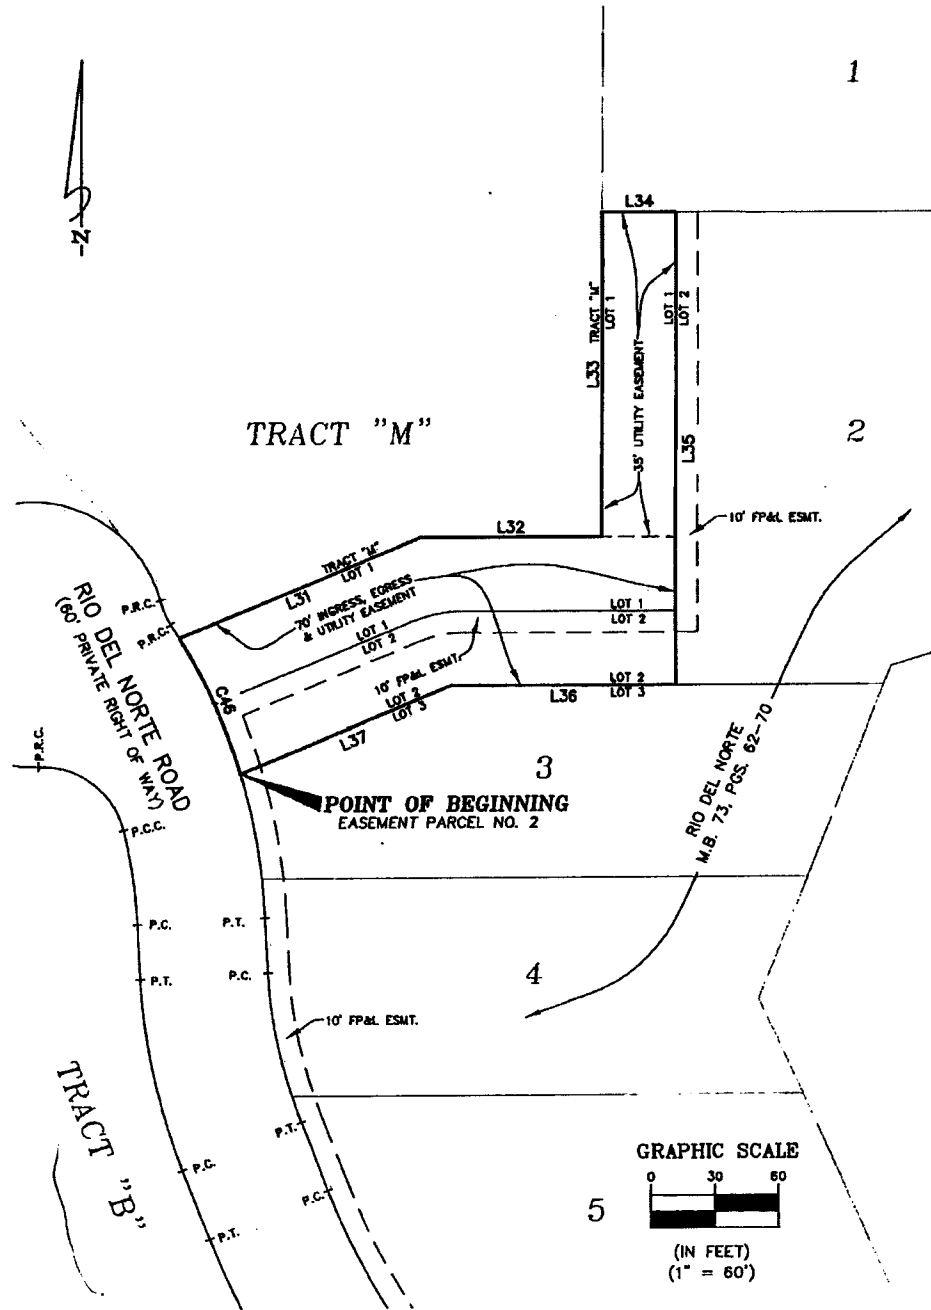 1
L34
-N-
TRACT "M"
LOT 1
LOT 1
LOT 2
L33
35' UTILITY EASEMENT
L35
TRACT "M"
2
L32
10' FP&L ESMT.
TRACT "M"
LOT 1
L31
70' INGRESS, EGRESS
& UTILITY EASEMENT
LOT 1
LOT 2
LOT 1
LOT 2
P.R.C.
P.R.C.
RIO DEL NORTE ROAD
(60' PRIVATE RIGHT OF WAY)
C46
10' FP&L ESMT.
LOT 2
LOT 3
LOT 2
LOT 3
L36
L37
P.R.C.
3
POINT OF BEGINNING
EASEMENT PARCEL NO. 2
RIO DEL NORTE
M.B. 73, PGS. 62-70
P.C.C.
P.C.
P.T.
P.T.
P.C.
4
10' FP&L ESMT.
TRACT "B"
P.T.
P.C.
P.C.
P.T.
5
GRAPHIC SCALE
0 30 60
(IN FEET)
(1" = 60')